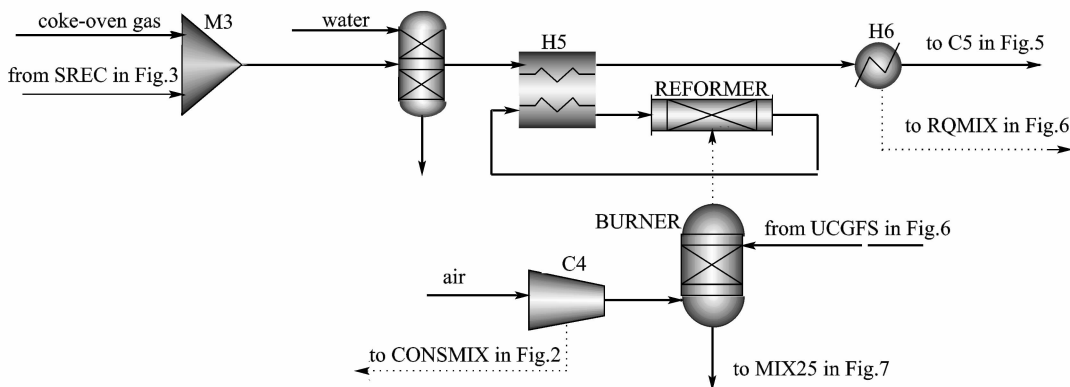 coke-oven gas
M3
water
H5
H6
to C5 in Fig.5
from SREC in Fig.3
REFORMER
to RQMIX in Fig.6
BURNER
from UCGFS in Fig.6
C4
air
to CONSMIX in Fig.2
to MIX25 in Fig.7